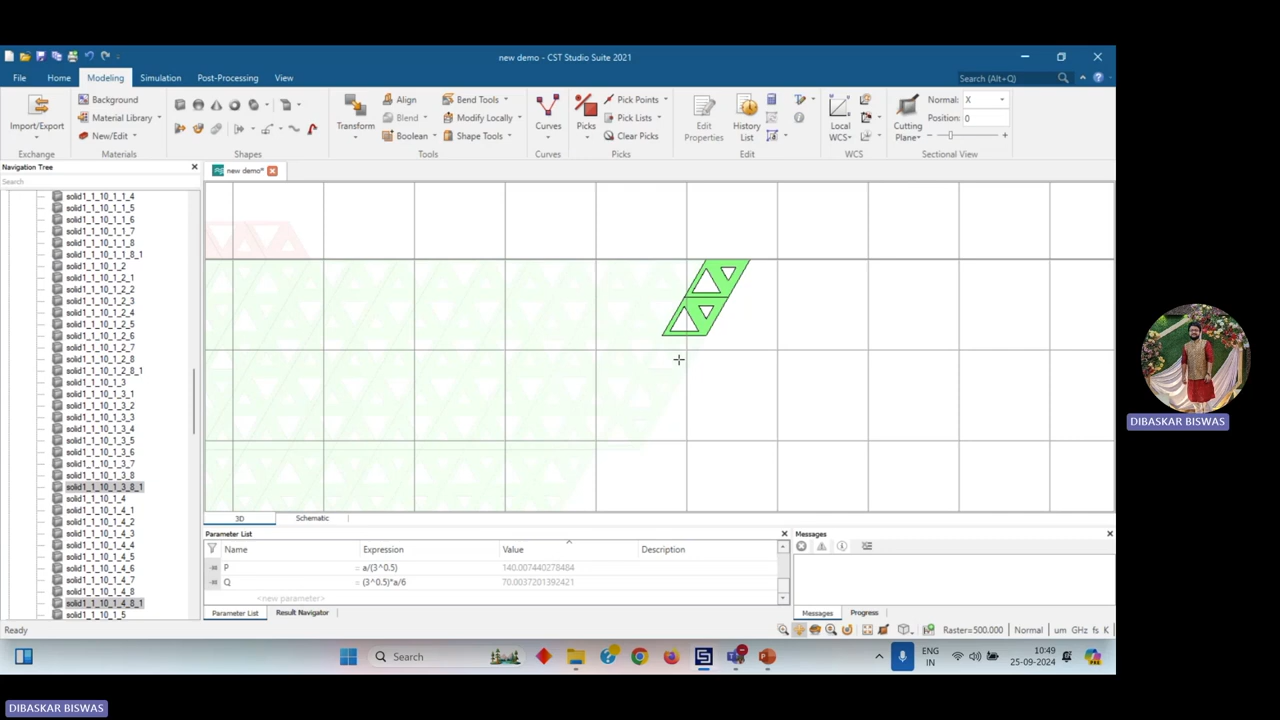 new demo - CST Studio Suite 2021
File Home Modeling Simulation Post-Processing View
Search (Alt+Q)
Import/Export
Exchange
Background
Material Library
New/Edit
Materials
Shapes
Transform
Align
Blend
Boolean
Bend Tools
Modify Locally
Shape Tools
Tools
Curves
Curves
Picks
Pick Points
Pick Lists
Clear Picks
Picks
Edit
Properties
History
List
Edit
Local
WCS
WCS
Cutting
Plane
Normal: X
Position: 0
Sectional View
Navigation Tree
Search
new demo*
solid1_1_10_1_1_4
solid1_1_10_1_1_5
solid1_1_10_1_1_6
solid1_1_10_1_1_7
solid1_1_10_1_1_8
solid1_1_10_1_1_8_1
solid1_1_10_1_2
solid1_1_10_1_2_1
solid1_1_10_1_2_2
solid1_1_10_1_2_3
solid1_1_10_1_2_4
solid1_1_10_1_2_5
solid1_1_10_1_2_6
solid1_1_10_1_2_7
solid1_1_10_1_2_8
solid1_1_10_1_2_8_1
solid1_1_10_1_3
solid1_1_10_1_3_1
solid1_1_10_1_3_2
solid1_1_10_1_3_3
solid1_1_10_1_3_4
solid1_1_10_1_3_5
solid1_1_10_1_3_6
solid1_1_10_1_3_7
solid1_1_10_1_3_8
solid1_1_10_1_3_8_1
solid1_1_10_1_4
solid1_1_10_1_4_1
solid1_1_10_1_4_2
solid1_1_10_1_4_3
solid1_1_10_1_4_4
solid1_1_10_1_4_5
solid1_1_10_1_4_6
solid1_1_10_1_4_7
solid1_1_10_1_4_8
solid1_1_10_1_4_8_1
solid1_1_10_1_5
3D Schematic
Parameter List
Name Expression Value Description
P = a/(3^0.5) 140.007440278484
Q = (3^0.5)*a/6 70.0037201392421
<new parameter>
Parameter List Result Navigator
Messages
Messages Progress
Ready
Raster=500.000 Normal um GHz fs K
Search
ENG
IN
10:49
25-09-2024
DIBASKAR BISWAS
DIBASKAR BISWAS